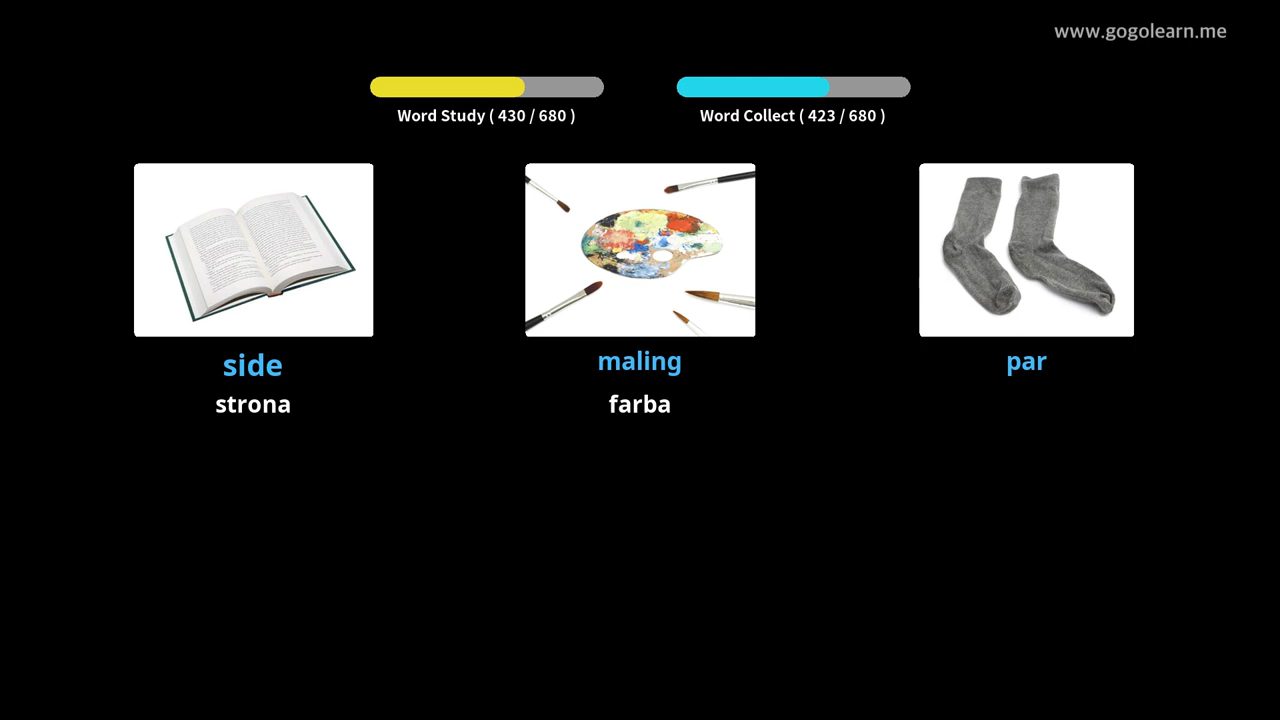 www.gogolearn.me
Word Study ( 430 / 680 )
Word Collect ( 423 / 680 )
side
maling
par
strona
farba